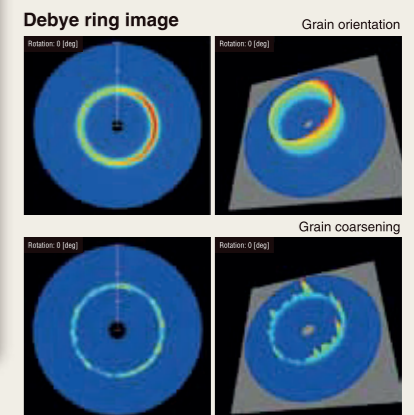 Debye ring image
Grain orientation
Rotation: 0 [deg]
Rotation: 0 [deg]
Grain coarsening
Rotation: 0 [deg]
Rotation: 0 [deg]